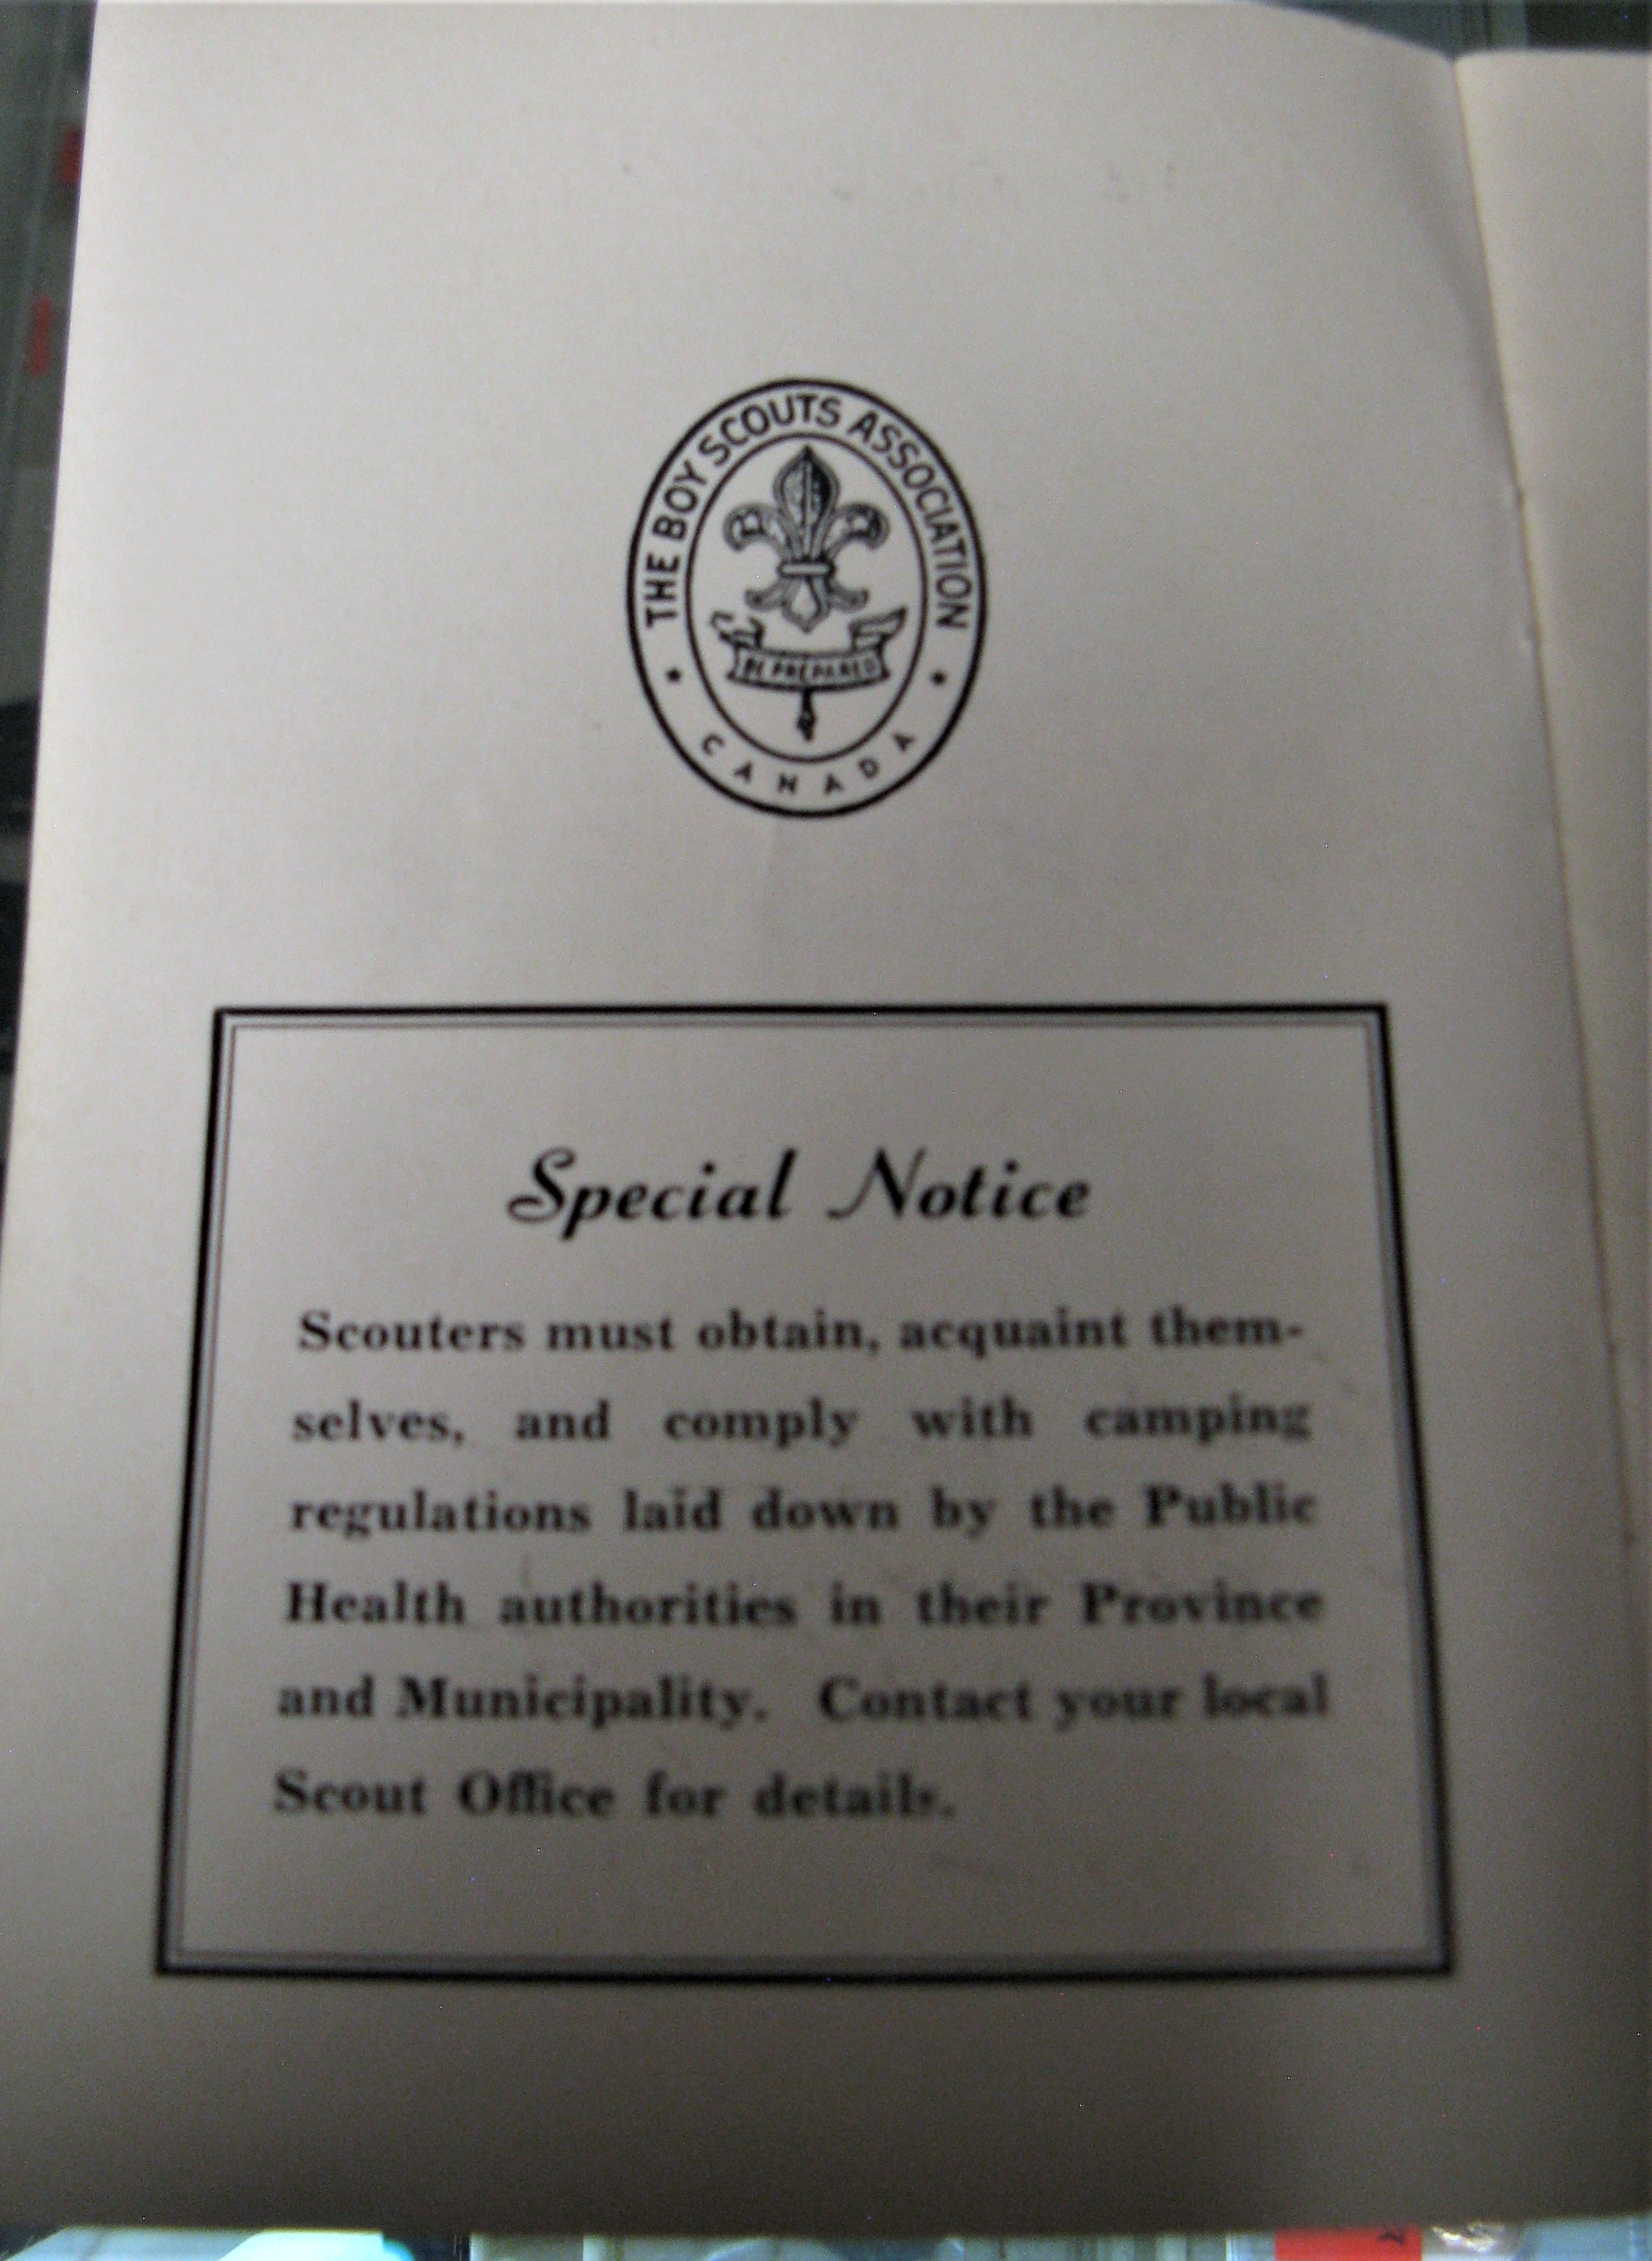 THE BOY SCOUTS ASSOCIATION
BE PREPARED
CANADA
Special Notice
Scouters must obtain, acquaint them-
selves, and comply with camping
regulations laid down by the Public
Health authorities in their Province
and Municipality. Contact your local
Scout Office for details.